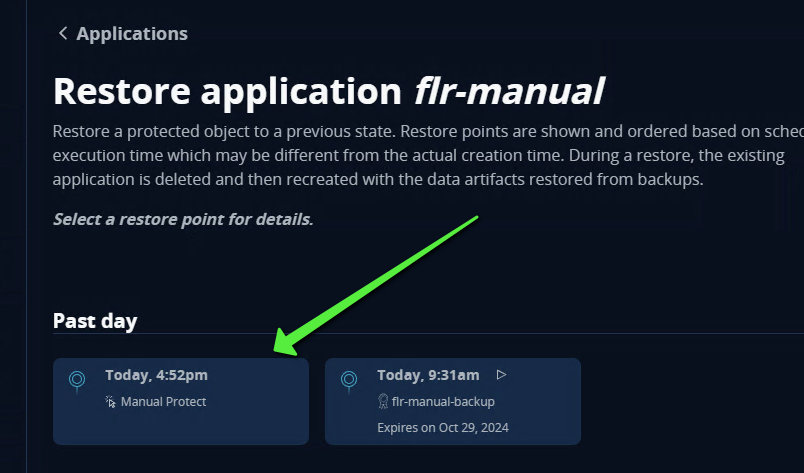 Applications
Restore application flr-manual
Restore a protected object to a previous state. Restore points are shown and ordered based on sched
execution time which may be different from the actual creation time. During a restore, the existing
application is deleted and then recreated with the data artifacts restored from backups.
Select a restore point for details.
Past day
Today, 4:52pm
Manual Protect
Today, 9:31am
flr-manual-backup
Expires on Oct 29, 2024